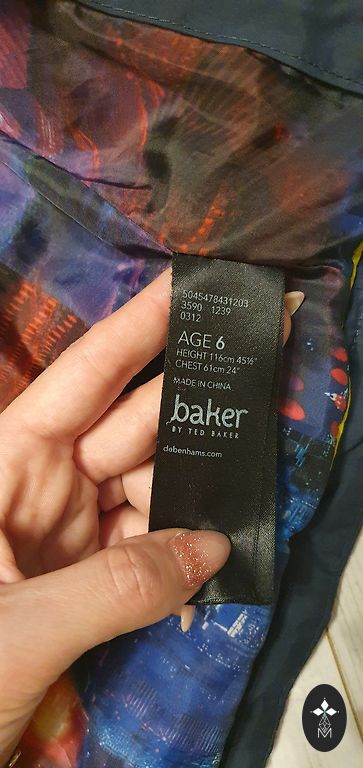 5045478431203
3590 1239
0312
AGE 6
HEIGHT 116cm 45½"
CHEST 61cm 24"
MADE IN CHINA
baker
BY TED BAKER
debenhams.com
M